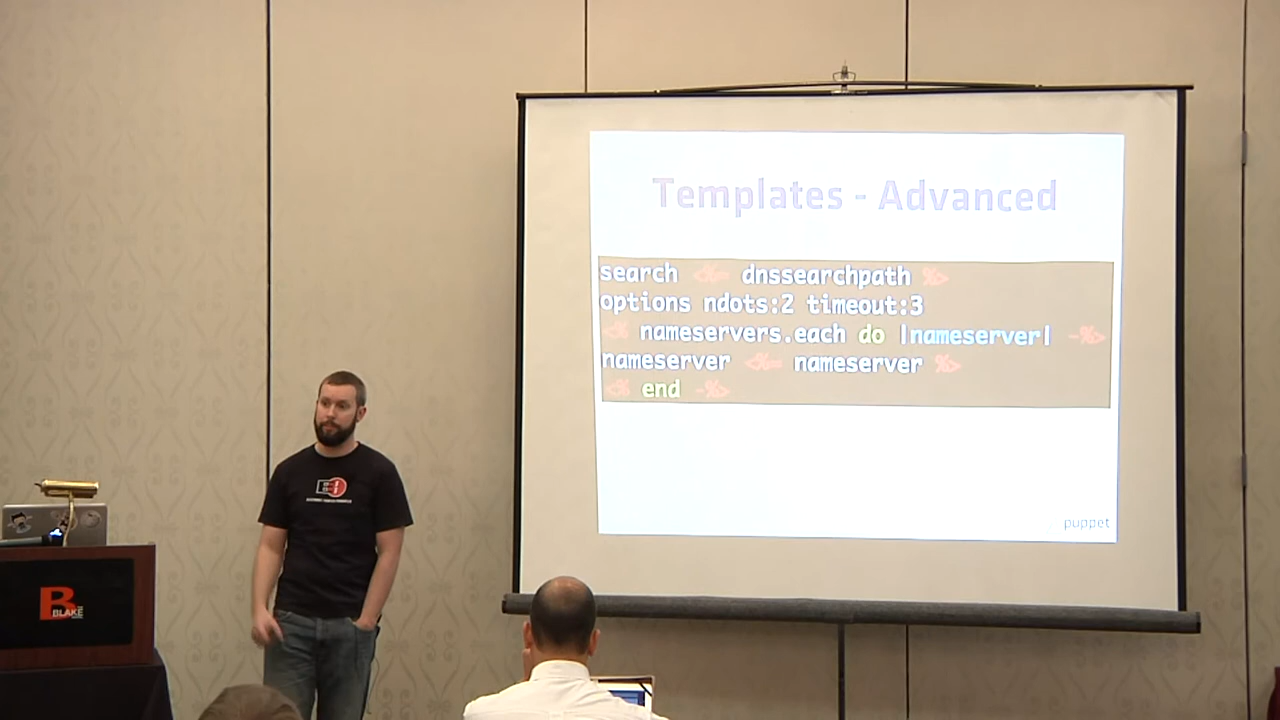 Templates - Advanced
search <%= dnssearchpath %>
options ndots:2 timeout:3
<% nameservers.each do |nameserver| -%>
nameserver <%= nameserver %>
<% end -%>
puppet
B
BLAKE